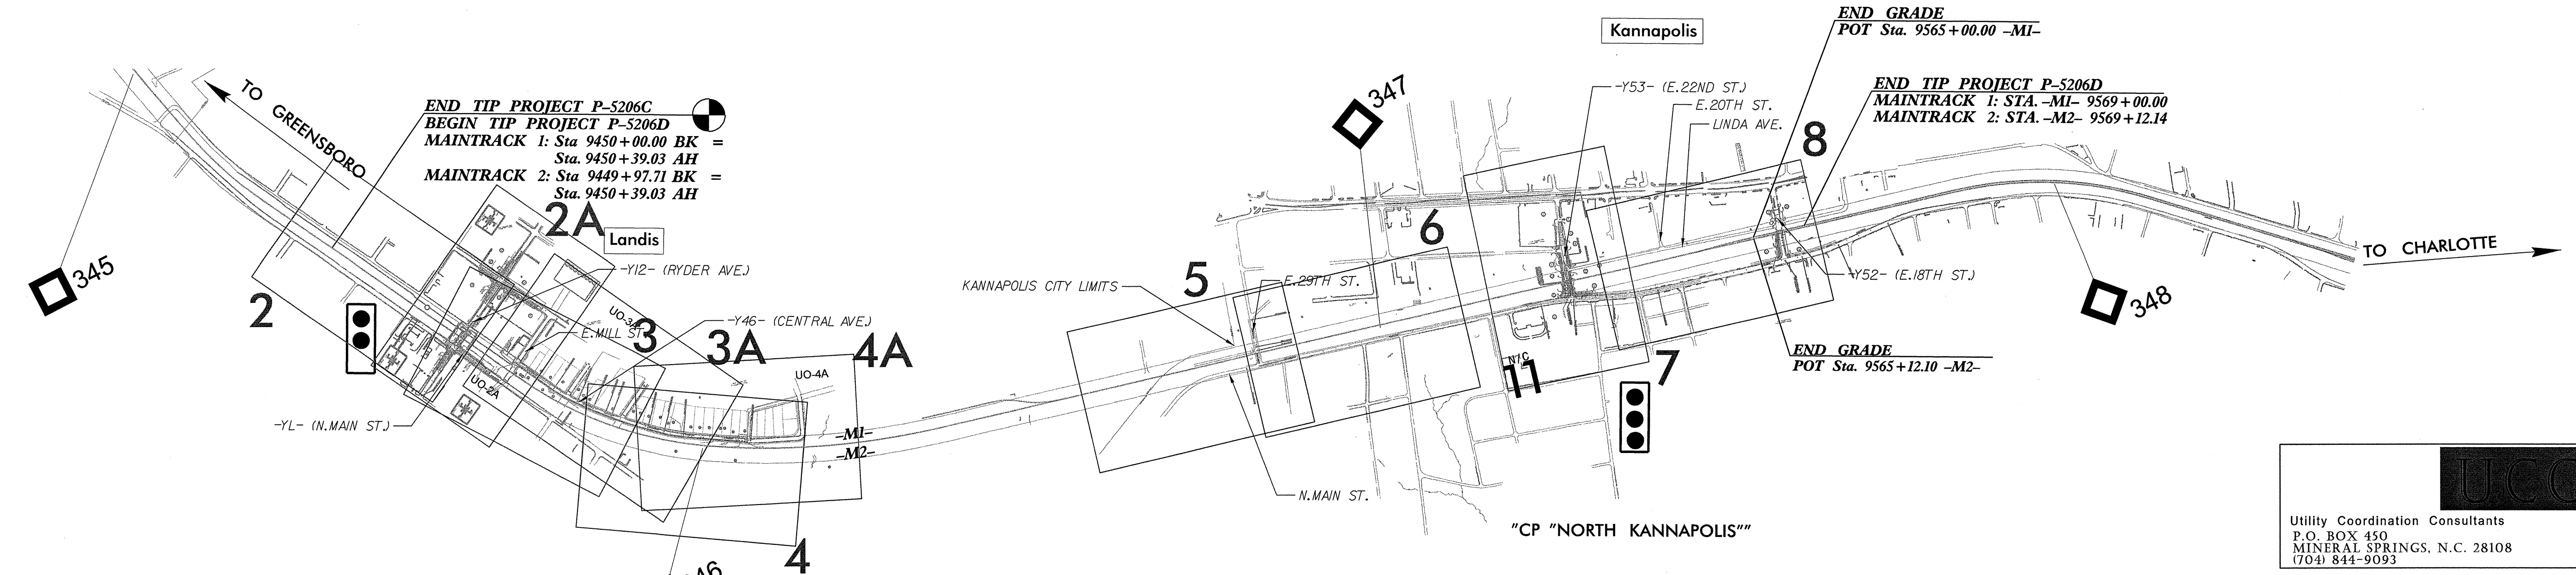 TO GREENSBORO
END TIP PROJECT P-5206C
BEGIN TIP PROJECT P-5206D
MAINTRACK 1: Sta 9450+00.00 BK =
Sta. 9450+39.03 AH
MAINTRACK 2: Sta 9449+97.71 BK =
Sta. 9450+39.03 AH
345
2
2A
Landis
-Y12- (RYDER AVE.)
UO-3A
E.MILL ST.
3
-Y46- (CENTRAL AVE.)
3A
4A
UO-4A
UO-2A
-YL- (N.MAIN ST.)
-M1-
-M2-
4
KANNAPOLIS CITY LIMITS
5
E.29TH ST.
6
N.MAIN ST.
347
Kannapolis
-Y53- (E.22ND ST.)
E.20TH ST.
LINDA AVE.
END GRADE
POT Sta. 9565+00.00 -M1-
END TIP PROJECT P-5206D
MAINTRACK 1: STA. -M1- 9569+00.00
MAINTRACK 2: STA. -M2- 9569+12.14
8
-Y52- (E.18TH ST.)
END GRADE
POT Sta. 9565+12.10 -M2-
7
11
"CP "NORTH KANNAPOLIS""
348
TO CHARLOTTE
Utility Coordination Consultants
P.O. BOX 450
MINERAL SPRINGS, N.C. 28108
(704) 844-9093